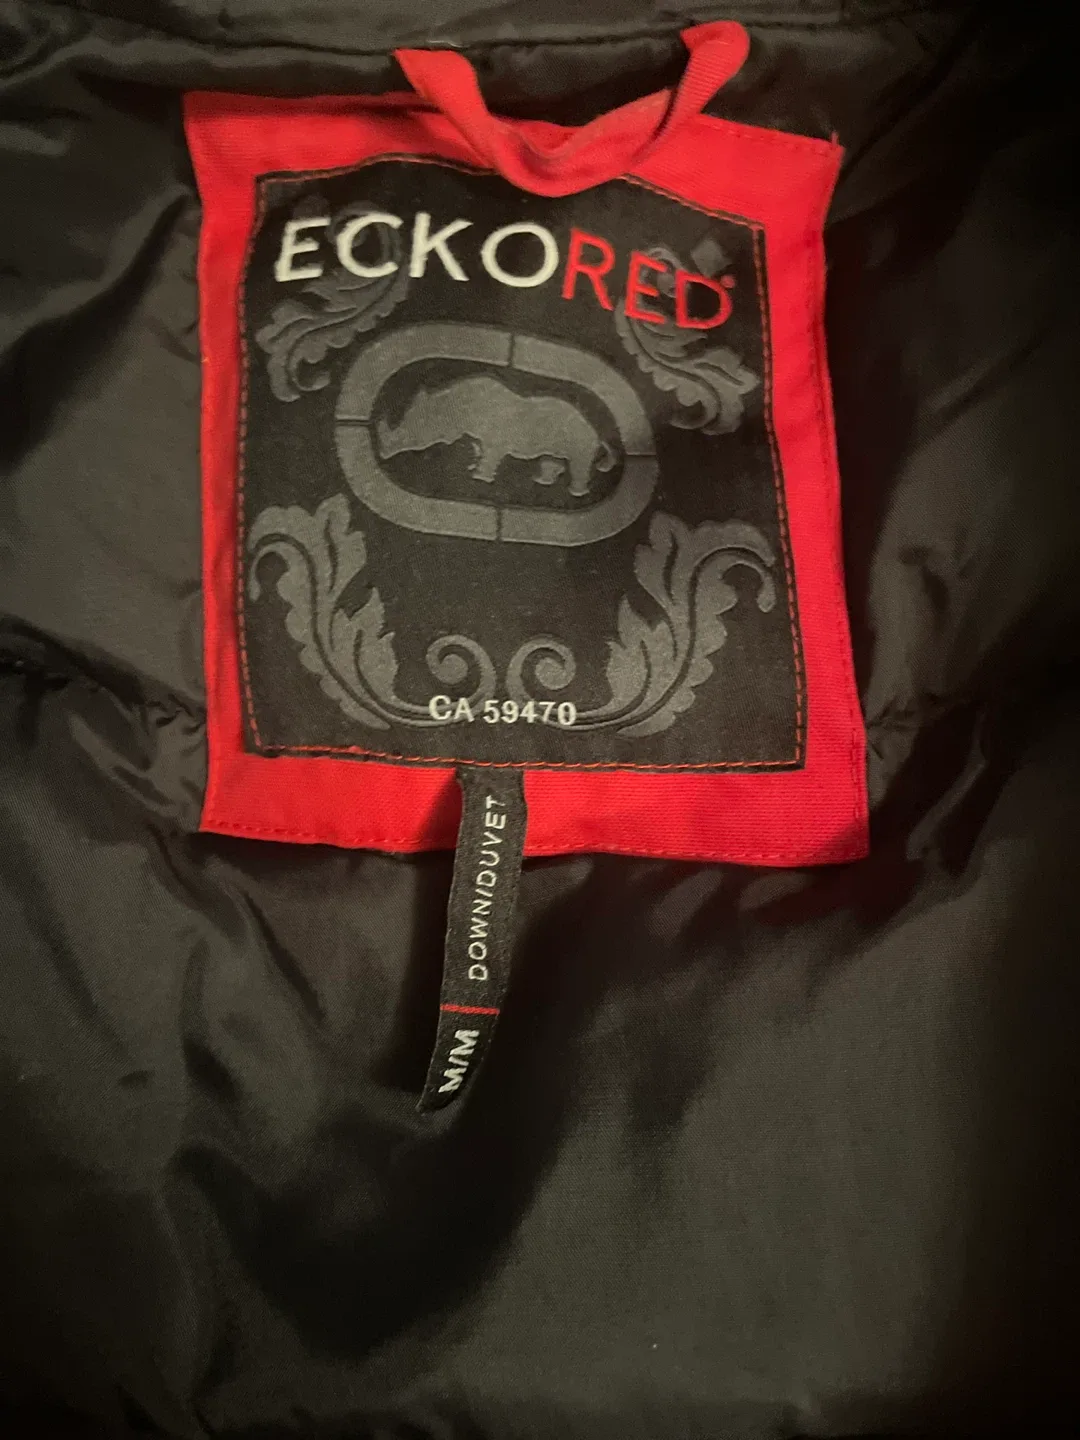 ECKORED®
CA 59470
DOWN/DUVET
M/M